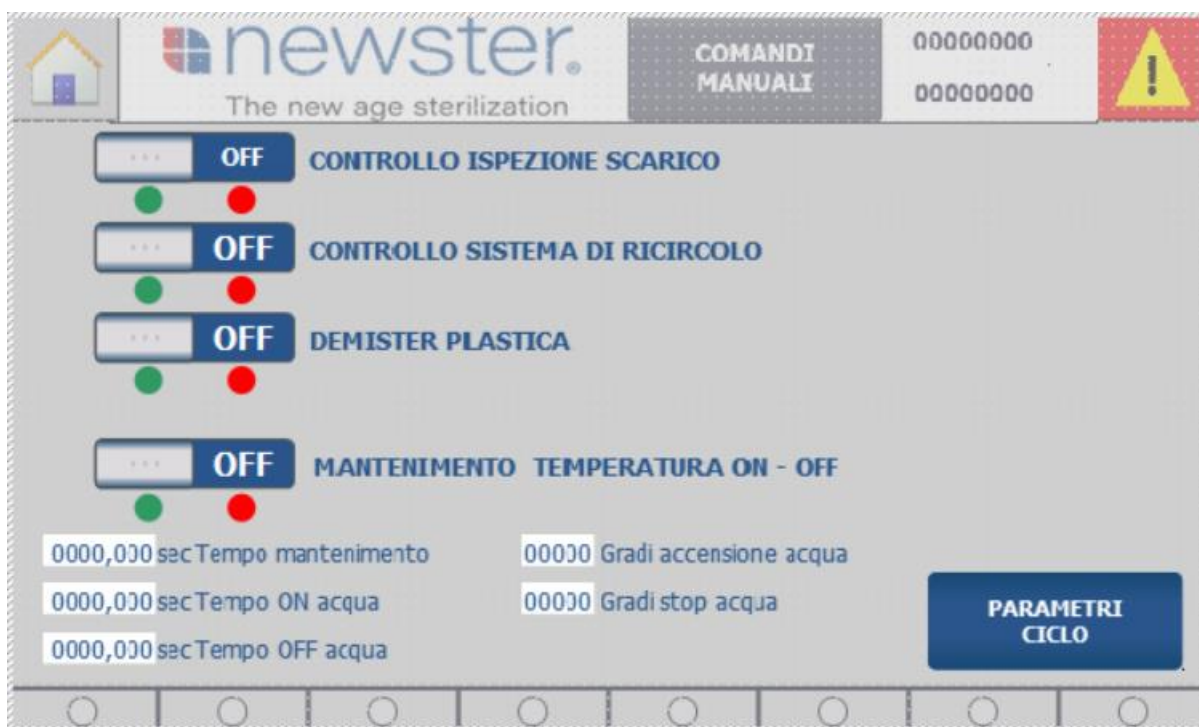 newster.
The new age sterilization
COMANDI
MANUALI
00000000
00000000
!
OFF CONTROLLO ISPEZIONE SCARICO
OFF CONTROLLO SISTEMA DI RICIRCOLO
OFF DEMISTER PLASTICA
OFF MANTENIMENTO TEMPERATURA ON - OFF
0000,000 sec Tempo mantenimento 00000 Gradi accensione acqua
0000,000 sec Tempo ON acqua 00000 Gradi stop acqua
0000,000 sec Tempo OFF acqua
PARAMETRI
CICLO